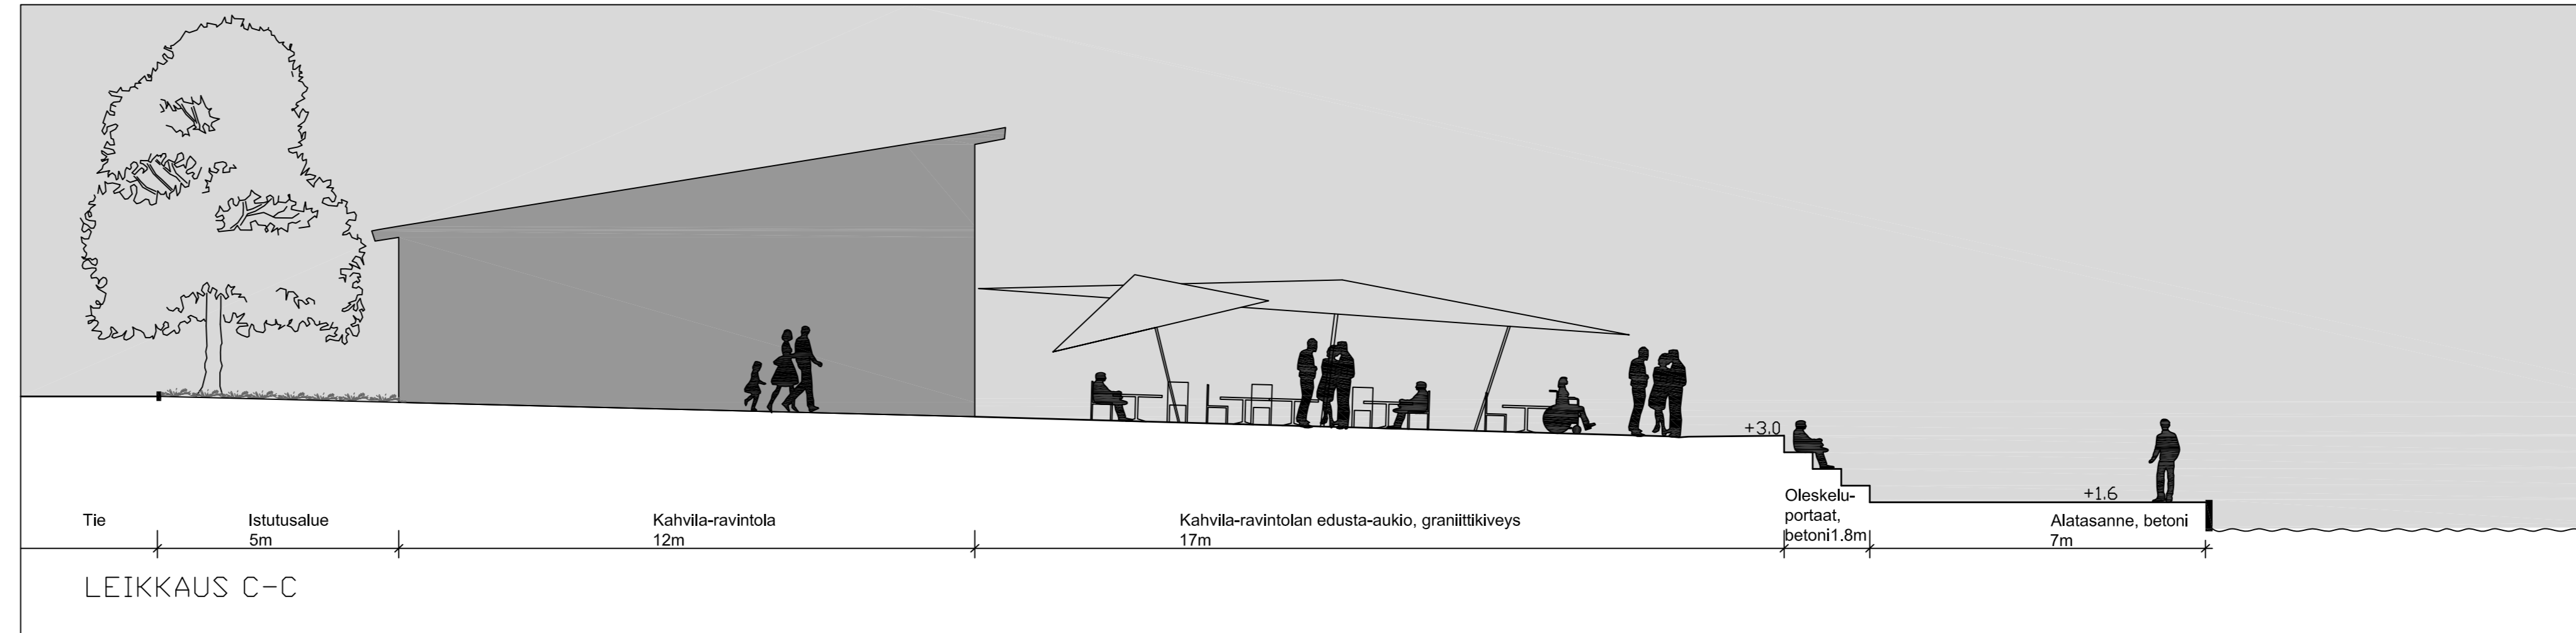 +3.0
+1.6
Tie
Istutusalue
5m
Kahvila-ravintola
12m
Kahvila-ravintolan edusta-aukio, graniittikiveys
17m
Oleskelu-
portaat,
betoni1.8m
Alatasanne, betoni
7m
LEIKKAUS C-C